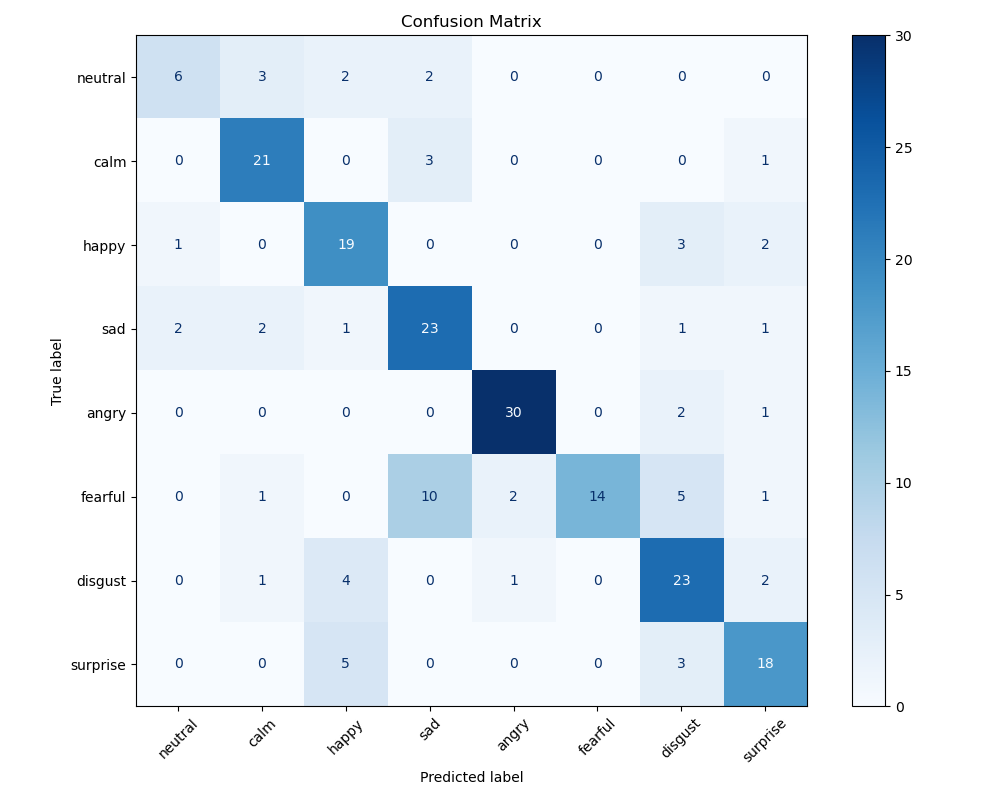 Confusion Matrix
neutral 6 3 2 2 0 0 0 0
calm 0 21 0 3 0 0 0 1
happy 1 0 19 0 0 0 3 2
sad 2 2 1 23 0 0 1 1
angry 0 0 0 0 30 0 2 1
fearful 0 1 0 10 2 14 5 1
disgust 0 1 4 0 1 0 23 2
surprise 0 0 5 0 0 0 3 18
neutral calm happy sad angry fearful disgust surprise
Predicted label
True label
30
25
20
15
10
5
0